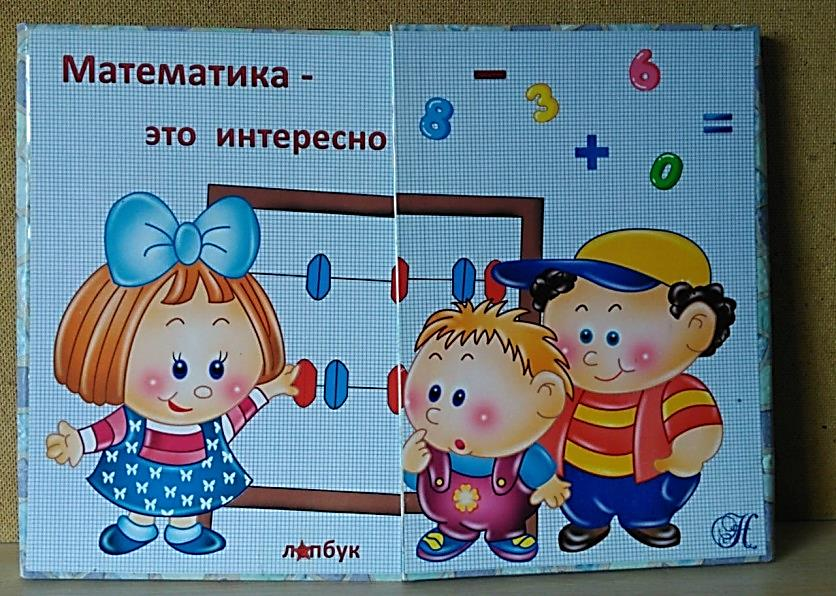 Математика -
это интересно
8 - 3 6
+ 0 =
лэпбук
Н